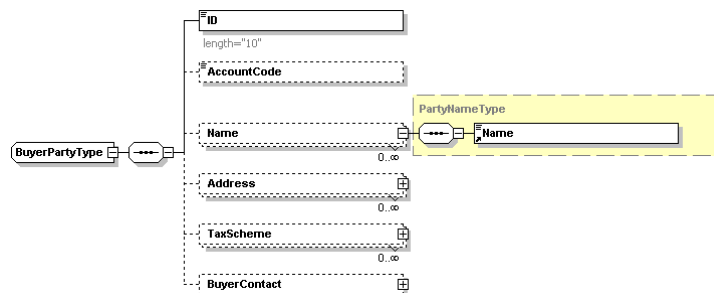 ID
length="10"
AccountCode
PartyNameType
BuyerPartyType
Name
Name
0..∞
Address
0..∞
TaxScheme
0..∞
BuyerContact